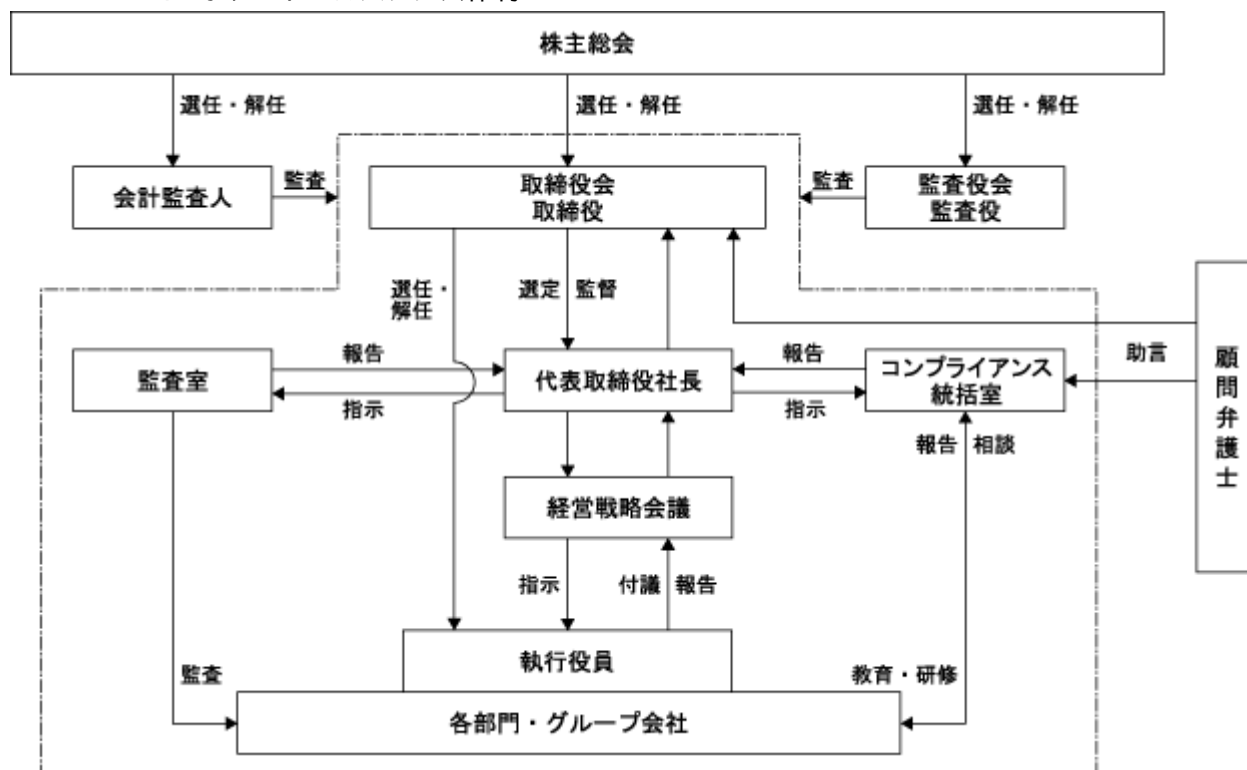 株主総会
選任・解任
選任・解任
選任・解任
会計監査人
監査
取締役会
取締役
監査
監査役会
監査役
選任・
解任
選定
監督
監査室
報告
指示
代表取締役社長
報告
指示
コンプライアンス
統括室
助言
顧問弁護士
報告
相談
経営戦略会議
指示
付議
報告
執行役員
監査
教育・研修
各部門・グループ会社